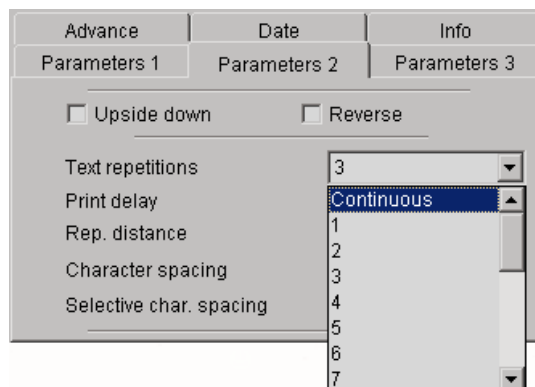 Advance Date Info
Parameters 1 Parameters 2 Parameters 3
Upside down Reverse
Text repetitions 3
Print delay Continuous
Rep. distance 1
2
Character spacing 3
Selective char. spacing 4
5
6
7